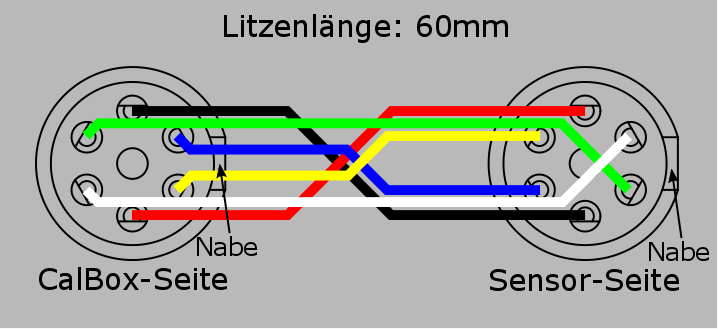 Litzenlänge: 60mm
Nabe
Nabe
CalBox-Seite
Sensor-Seite